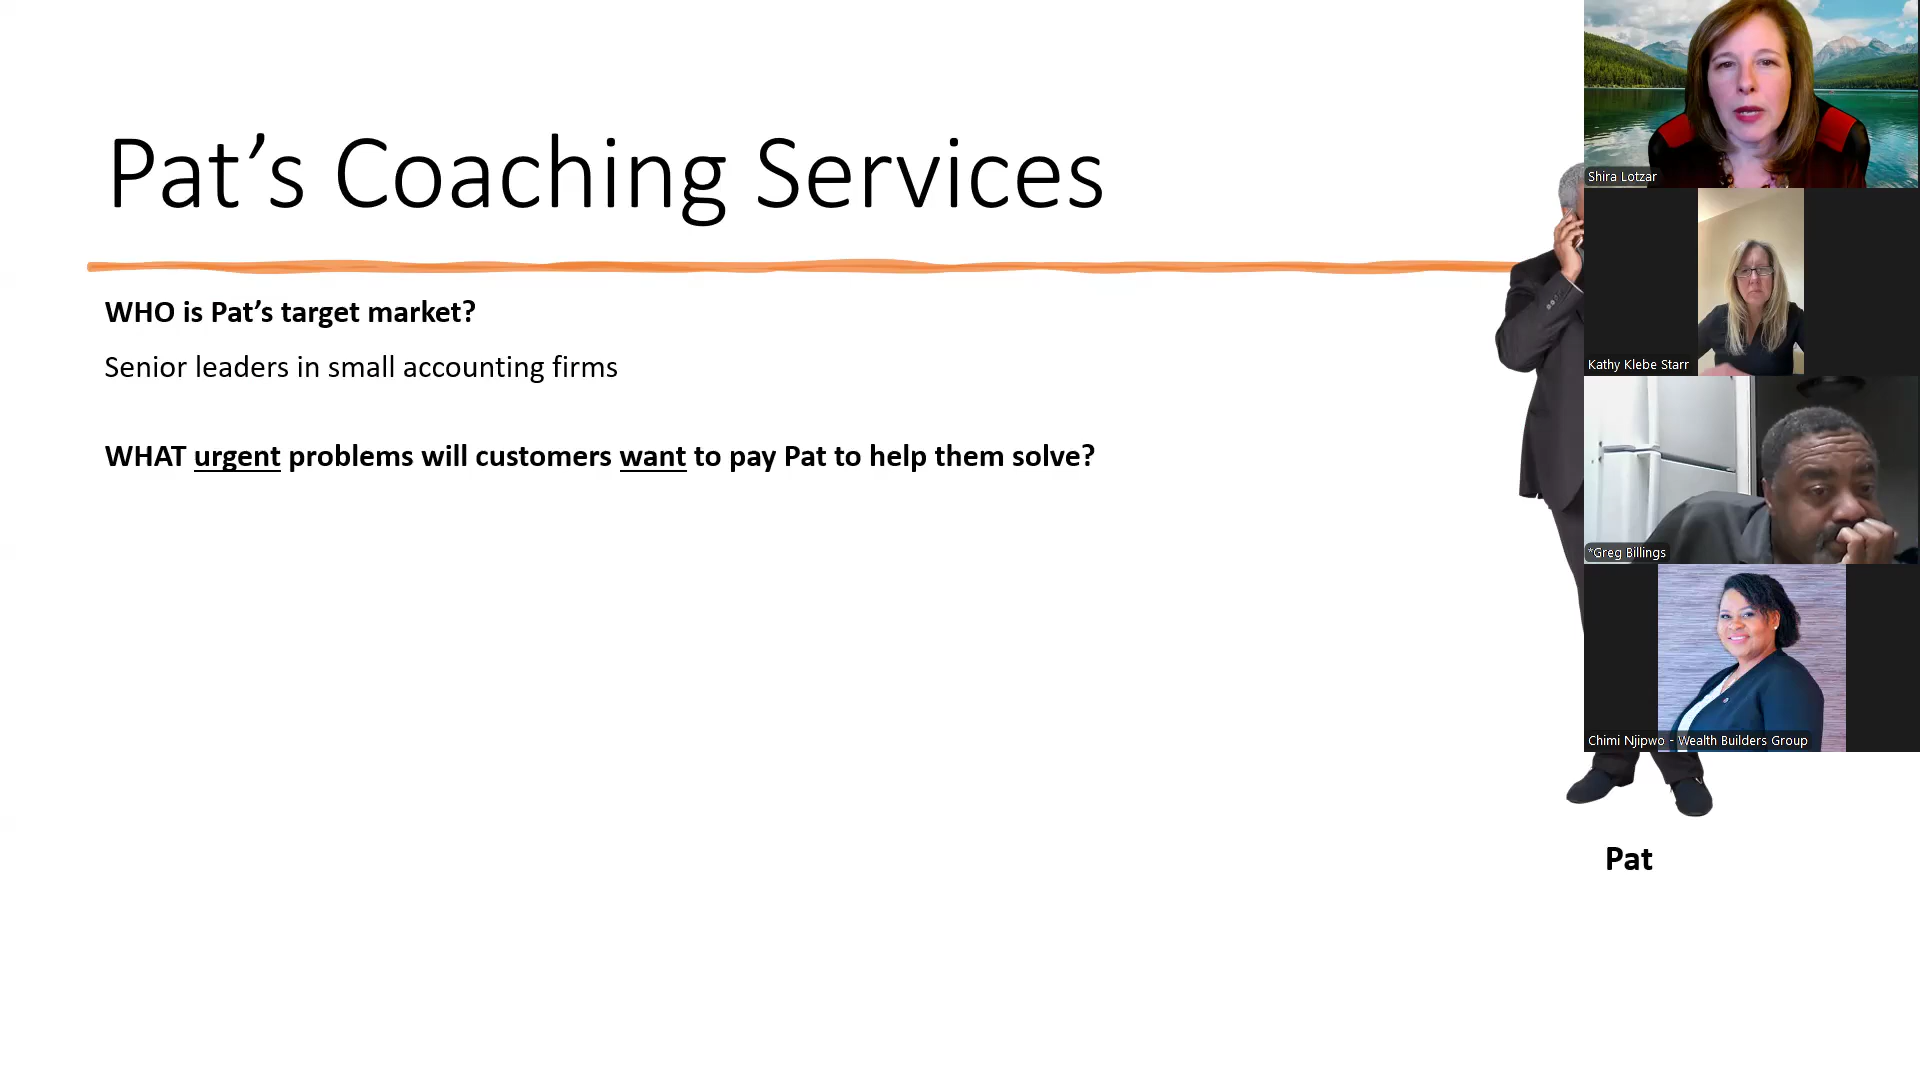 Pat’s Coaching Services
WHO is Pat’s target market?
Senior leaders in small accounting firms
WHAT urgent problems will customers want to pay Pat to help them solve?
Pat
Shira Lotzar
Kathy Klebe Starr
*Greg Billings
Chimi Njipwo - Wealth Builders Group